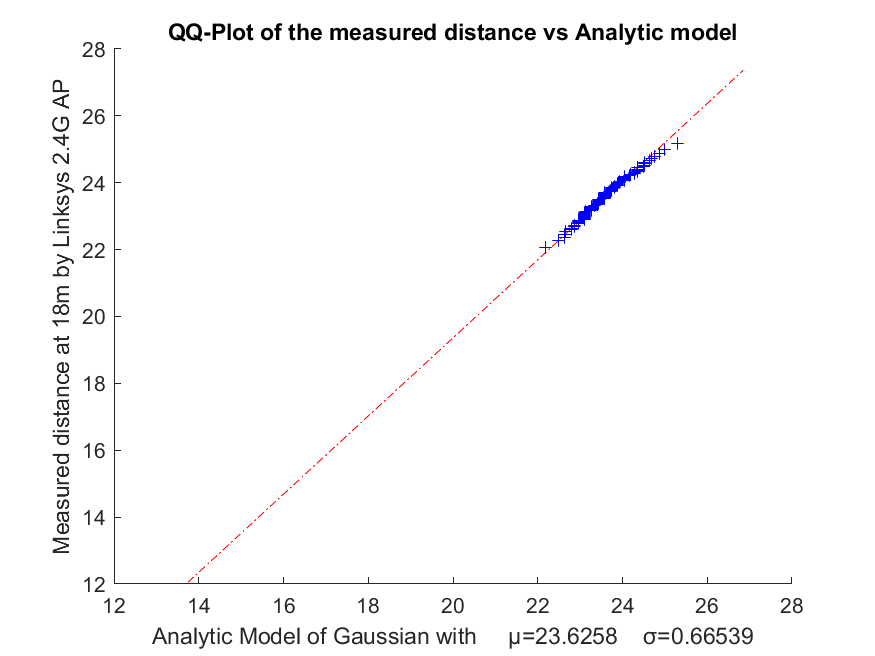 QQ-Plot of the measured distance vs Analytic model
Measured distance at 18m by Linksys 2.4G AP
28
26
24
22
20
18
16
14
12
12 14 16 18 20 22 24 26 28
Analytic Model of Gaussian with μ=23.6258 σ=0.66539